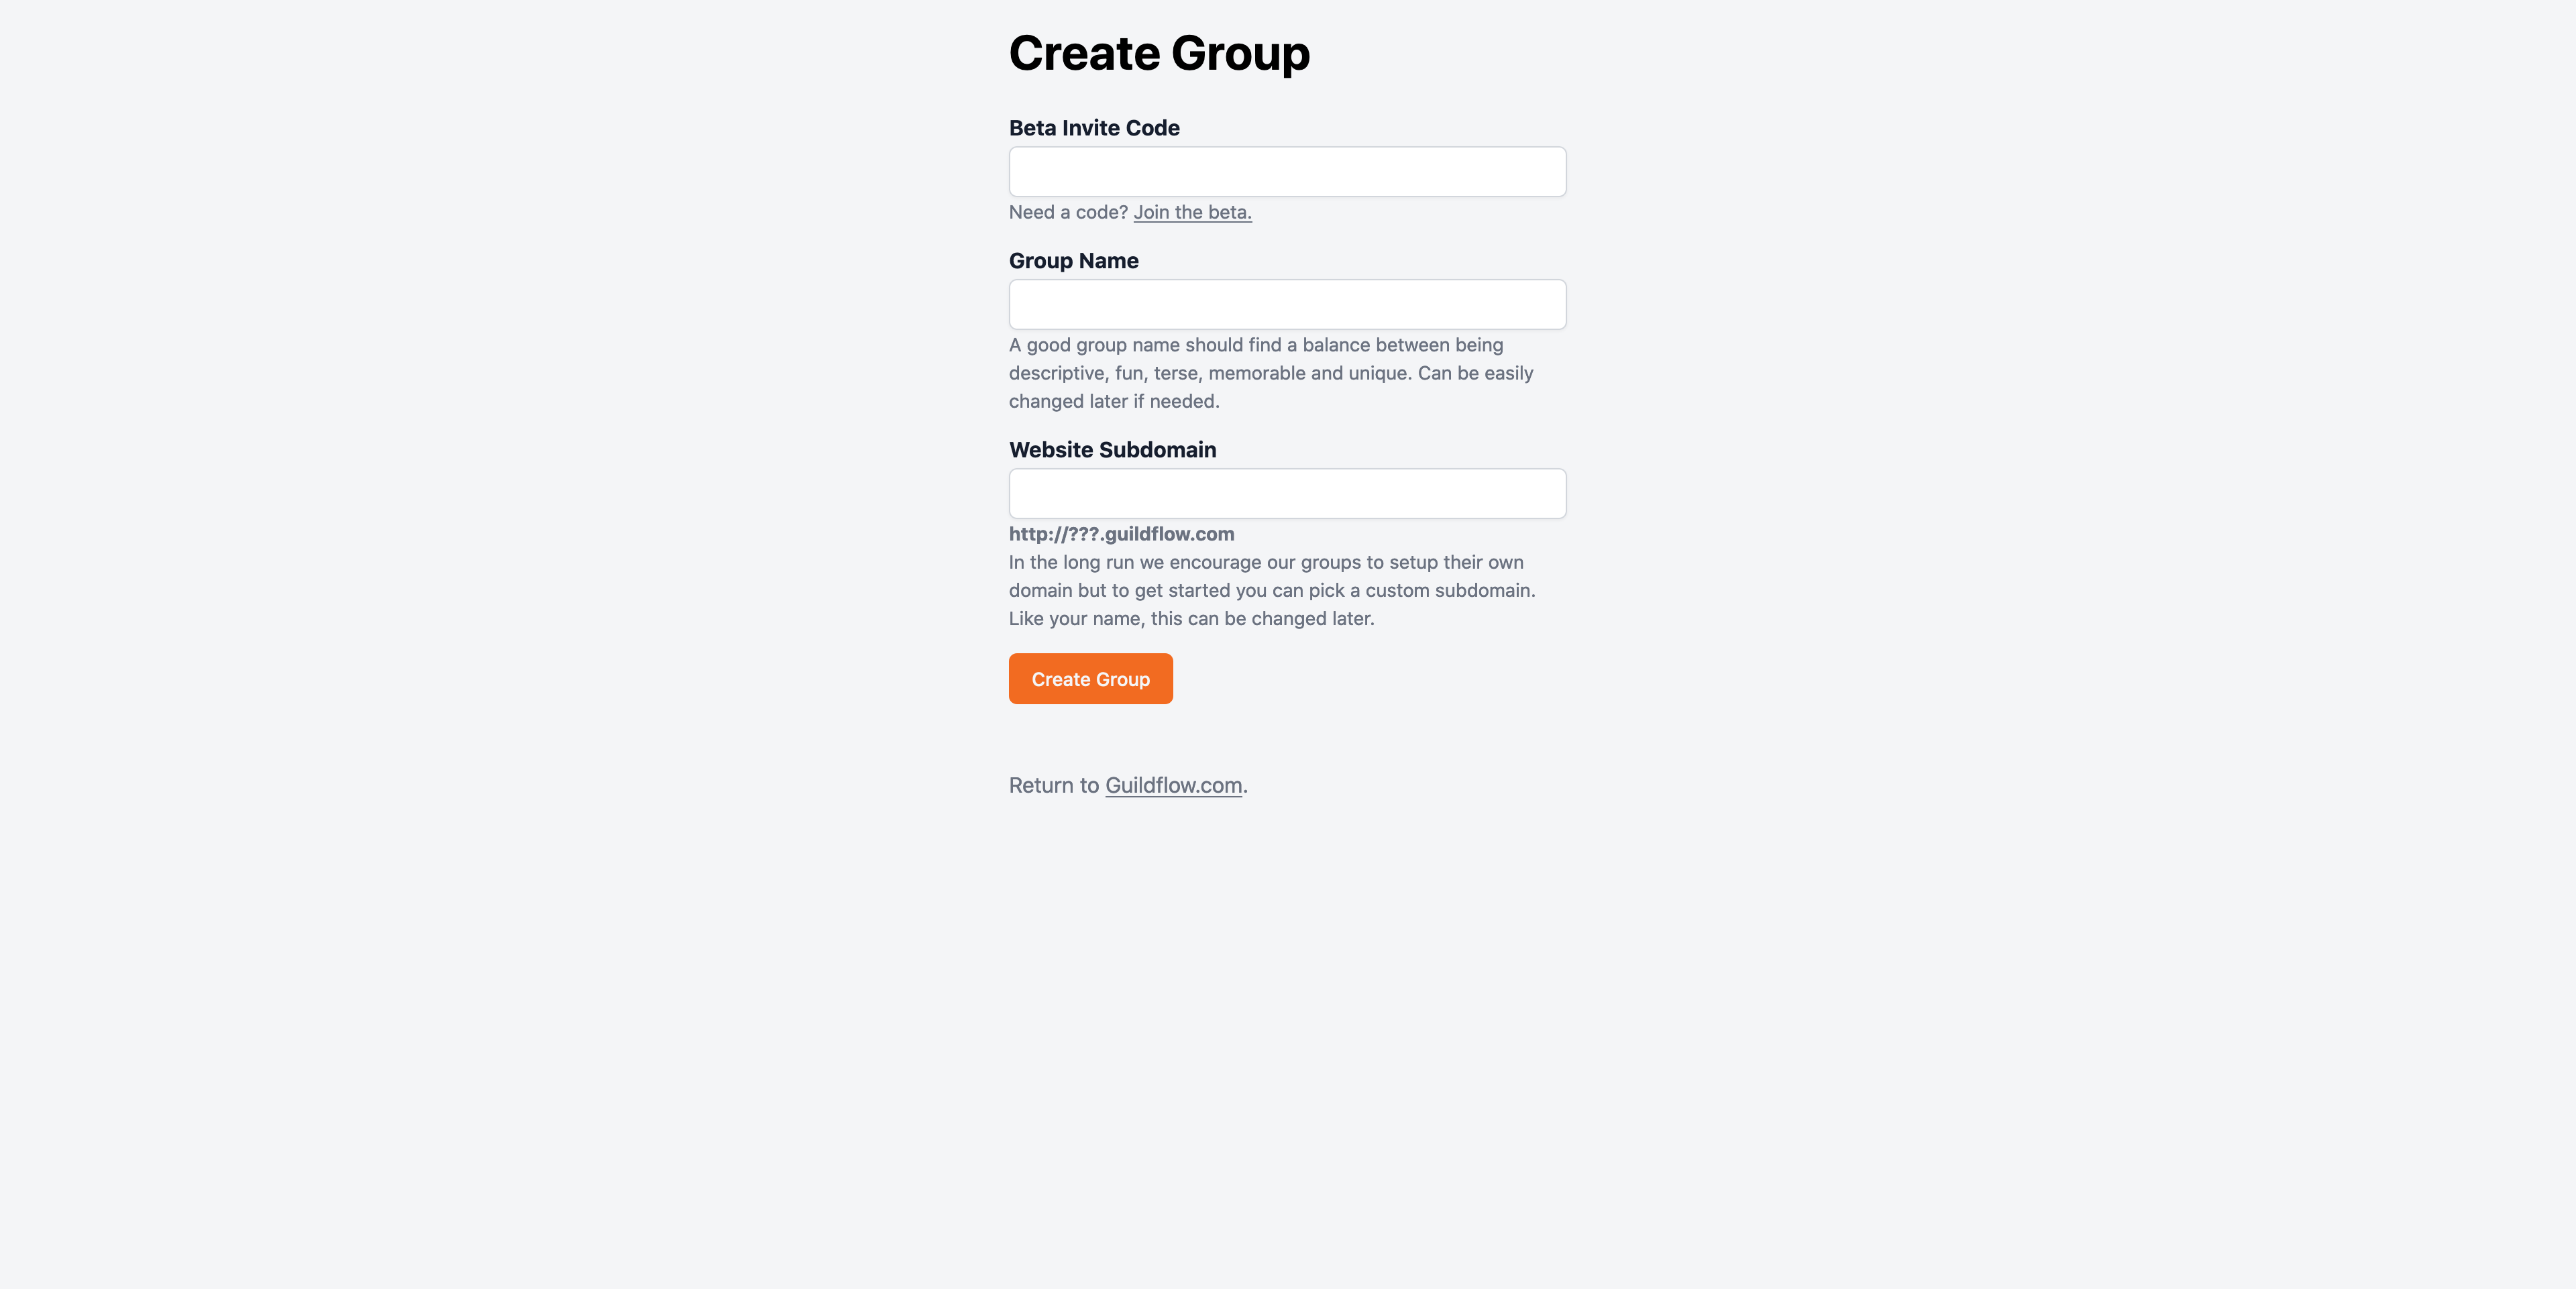 Create Group
Beta Invite Code
Need a code? Join the beta.
Group Name
A good group name should find a balance between being
descriptive, fun, terse, memorable and unique. Can be easily
changed later if needed.
Website Subdomain
http://???.guildflow.com
In the long run we encourage our groups to setup their own
domain but to get started you can pick a custom subdomain.
Like your name, this can be changed later.
Create Group
Return to Guildflow.com.